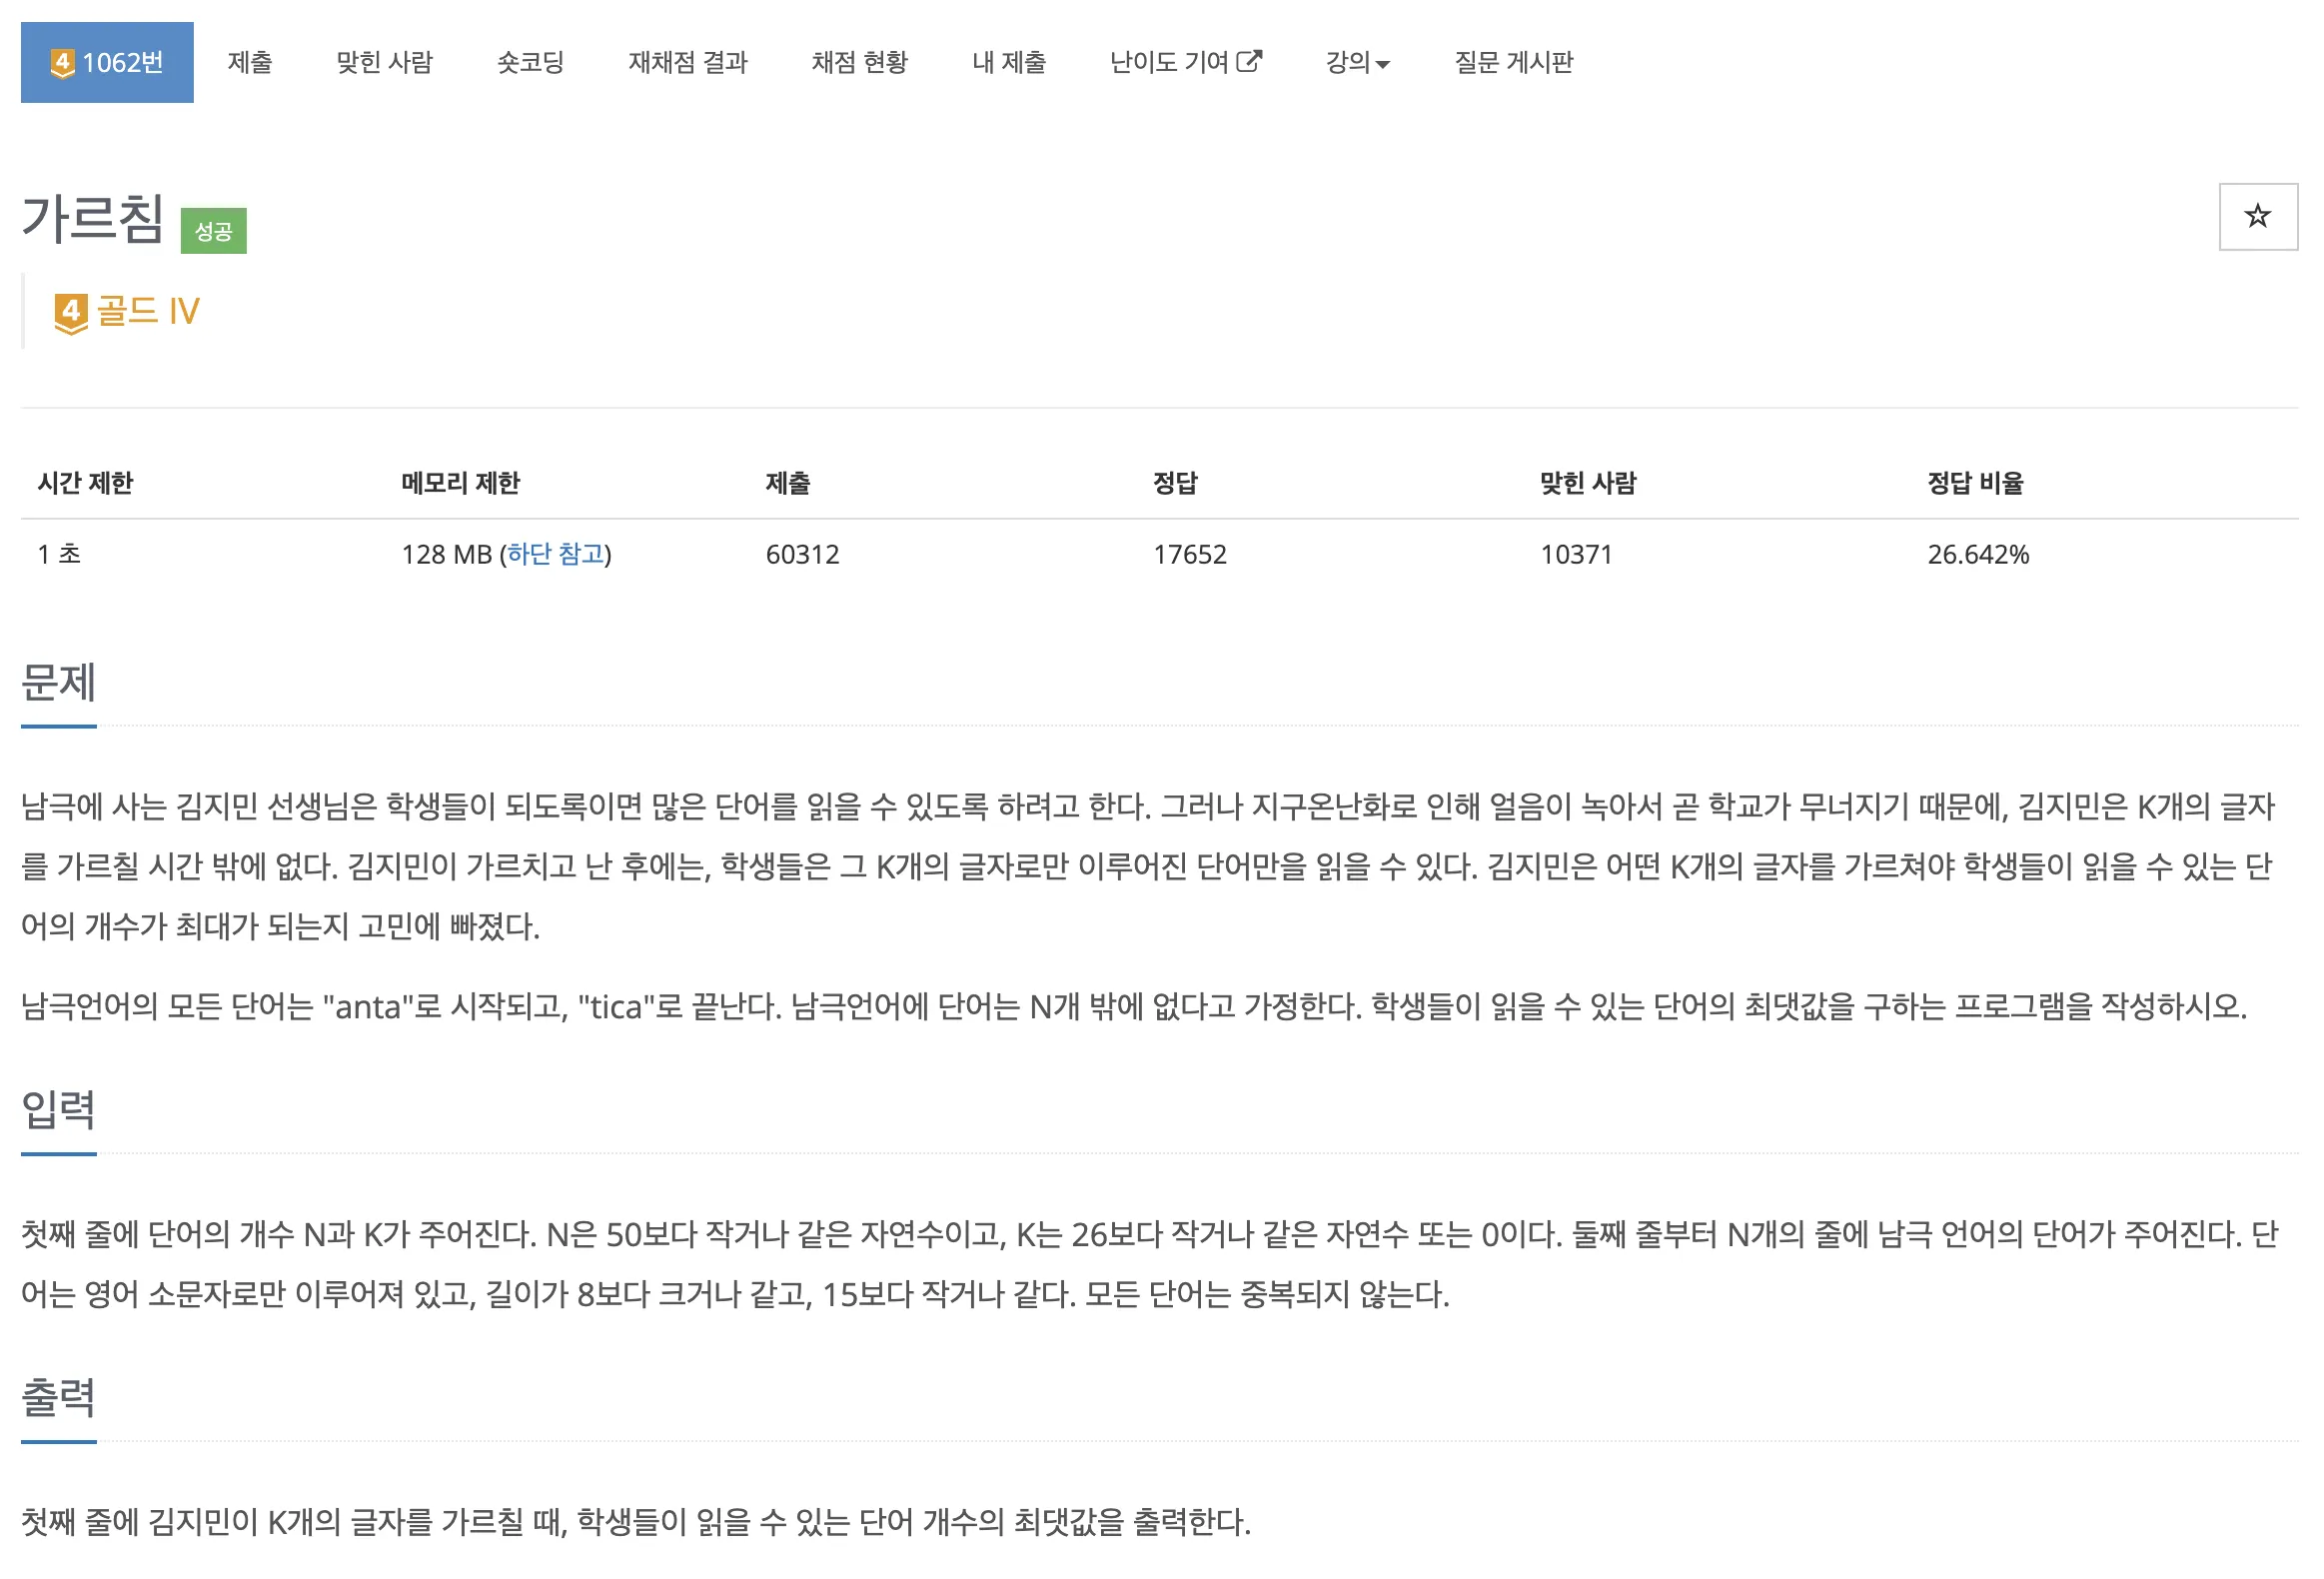 4 1062번 제출 맞힌 사람 숏코딩 재채점 결과 채점 현황 내 제출 난이도 기여 강의 질문 게시판
가르침 성공
4 골드 IV
시간 제한 메모리 제한 제출 정답 맞힌 사람 정답 비율
1 초 128 MB (하단 참고) 60312 17652 10371 26.642%
문제
남극에 사는 김지민 선생님은 학생들이 되도록이면 많은 단어를 읽을 수 있도록 하려고 한다. 그러나 지구온난화로 인해 얼음이 녹아서 곧 학교가 무너지기 때문에, 김지민은 K개의 글자
를 가르칠 시간 밖에 없다. 김지민이 가르치고 난 후에는, 학생들은 그 K개의 글자로만 이루어진 단어만을 읽을 수 있다. 김지민은 어떤 K개의 글자를 가르쳐야 학생들이 읽을 수 있는 단
어의 개수가 최대가 되는지 고민에 빠졌다.
남극언어의 모든 단어는 "anta"로 시작되고, "tica"로 끝난다. 남극언어에 단어는 N개 밖에 없다고 가정한다. 학생들이 읽을 수 있는 단어의 최댓값을 구하는 프로그램을 작성하시오.
입력
첫째 줄에 단어의 개수 N과 K가 주어진다. N은 50보다 작거나 같은 자연수이고, K는 26보다 작거나 같은 자연수 또는 0이다. 둘째 줄부터 N개의 줄에 남극 언어의 단어가 주어진다. 단
어는 영어 소문자로만 이루어져 있고, 길이가 8보다 크거나 같고, 15보다 작거나 같다. 모든 단어는 중복되지 않는다.
출력
첫째 줄에 김지민이 K개의 글자를 가르칠 때, 학생들이 읽을 수 있는 단어 개수의 최댓값을 출력한다.